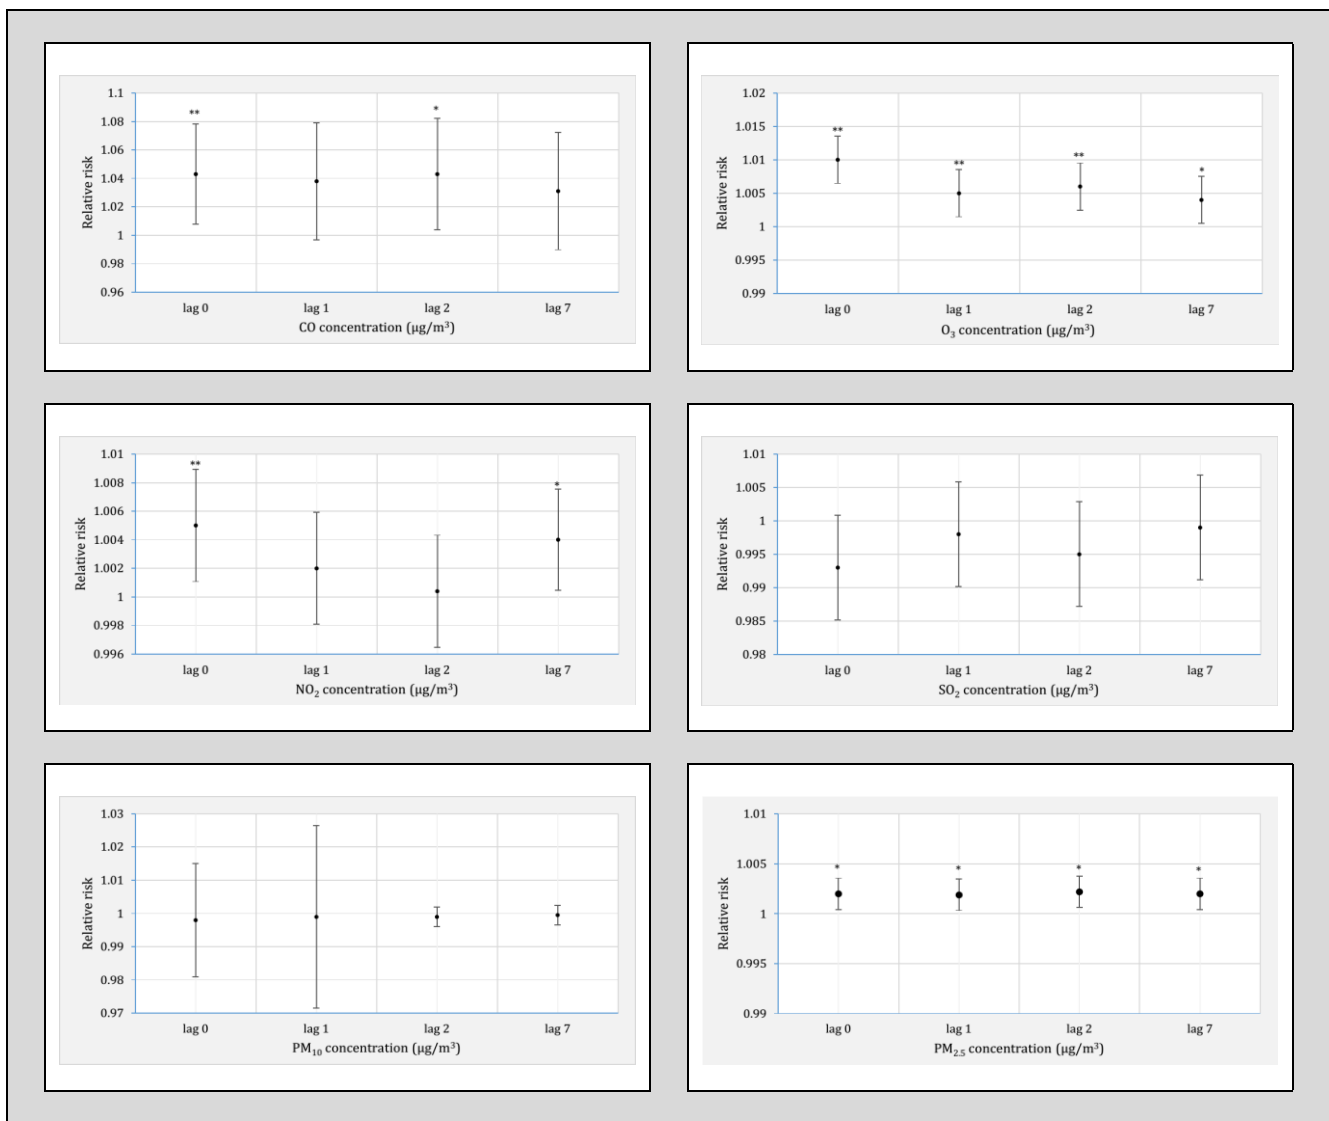 1.1
1.08
1.06
1.04
1.02
1
0.98
0.96
Relative risk
** *
lag 0 lag 1 lag 2 lag 7
CO concentration (µg/m³)
1.02
1.015
1.01
1.005
1
0.995
0.99
Relative risk
** ** ** *
lag 0 lag 1 lag 2 lag 7
O₃ concentration (µg/m³)
1.01
1.008
1.006
1.004
1.002
1
0.998
0.996
Relative risk
** *
lag 0 lag 1 lag 2 lag 7
NO₂ concentration (µg/m³)
1.01
1.005
1
0.995
0.99
0.985
0.98
Relative risk
lag 0 lag 1 lag 2 lag 7
SO₂ concentration (µg/m³)
1.03
1.02
1.01
1
0.99
0.98
0.97
Relative risk
lag 0 lag 1 lag 2 lag 7
PM₁₀ concentration (µg/m³)
1.01
1.005
1
0.995
0.99
Relative risk
* * * *
lag 0 lag 1 lag 2 lag 7
PM₂.₅ concentration (µg/m³)